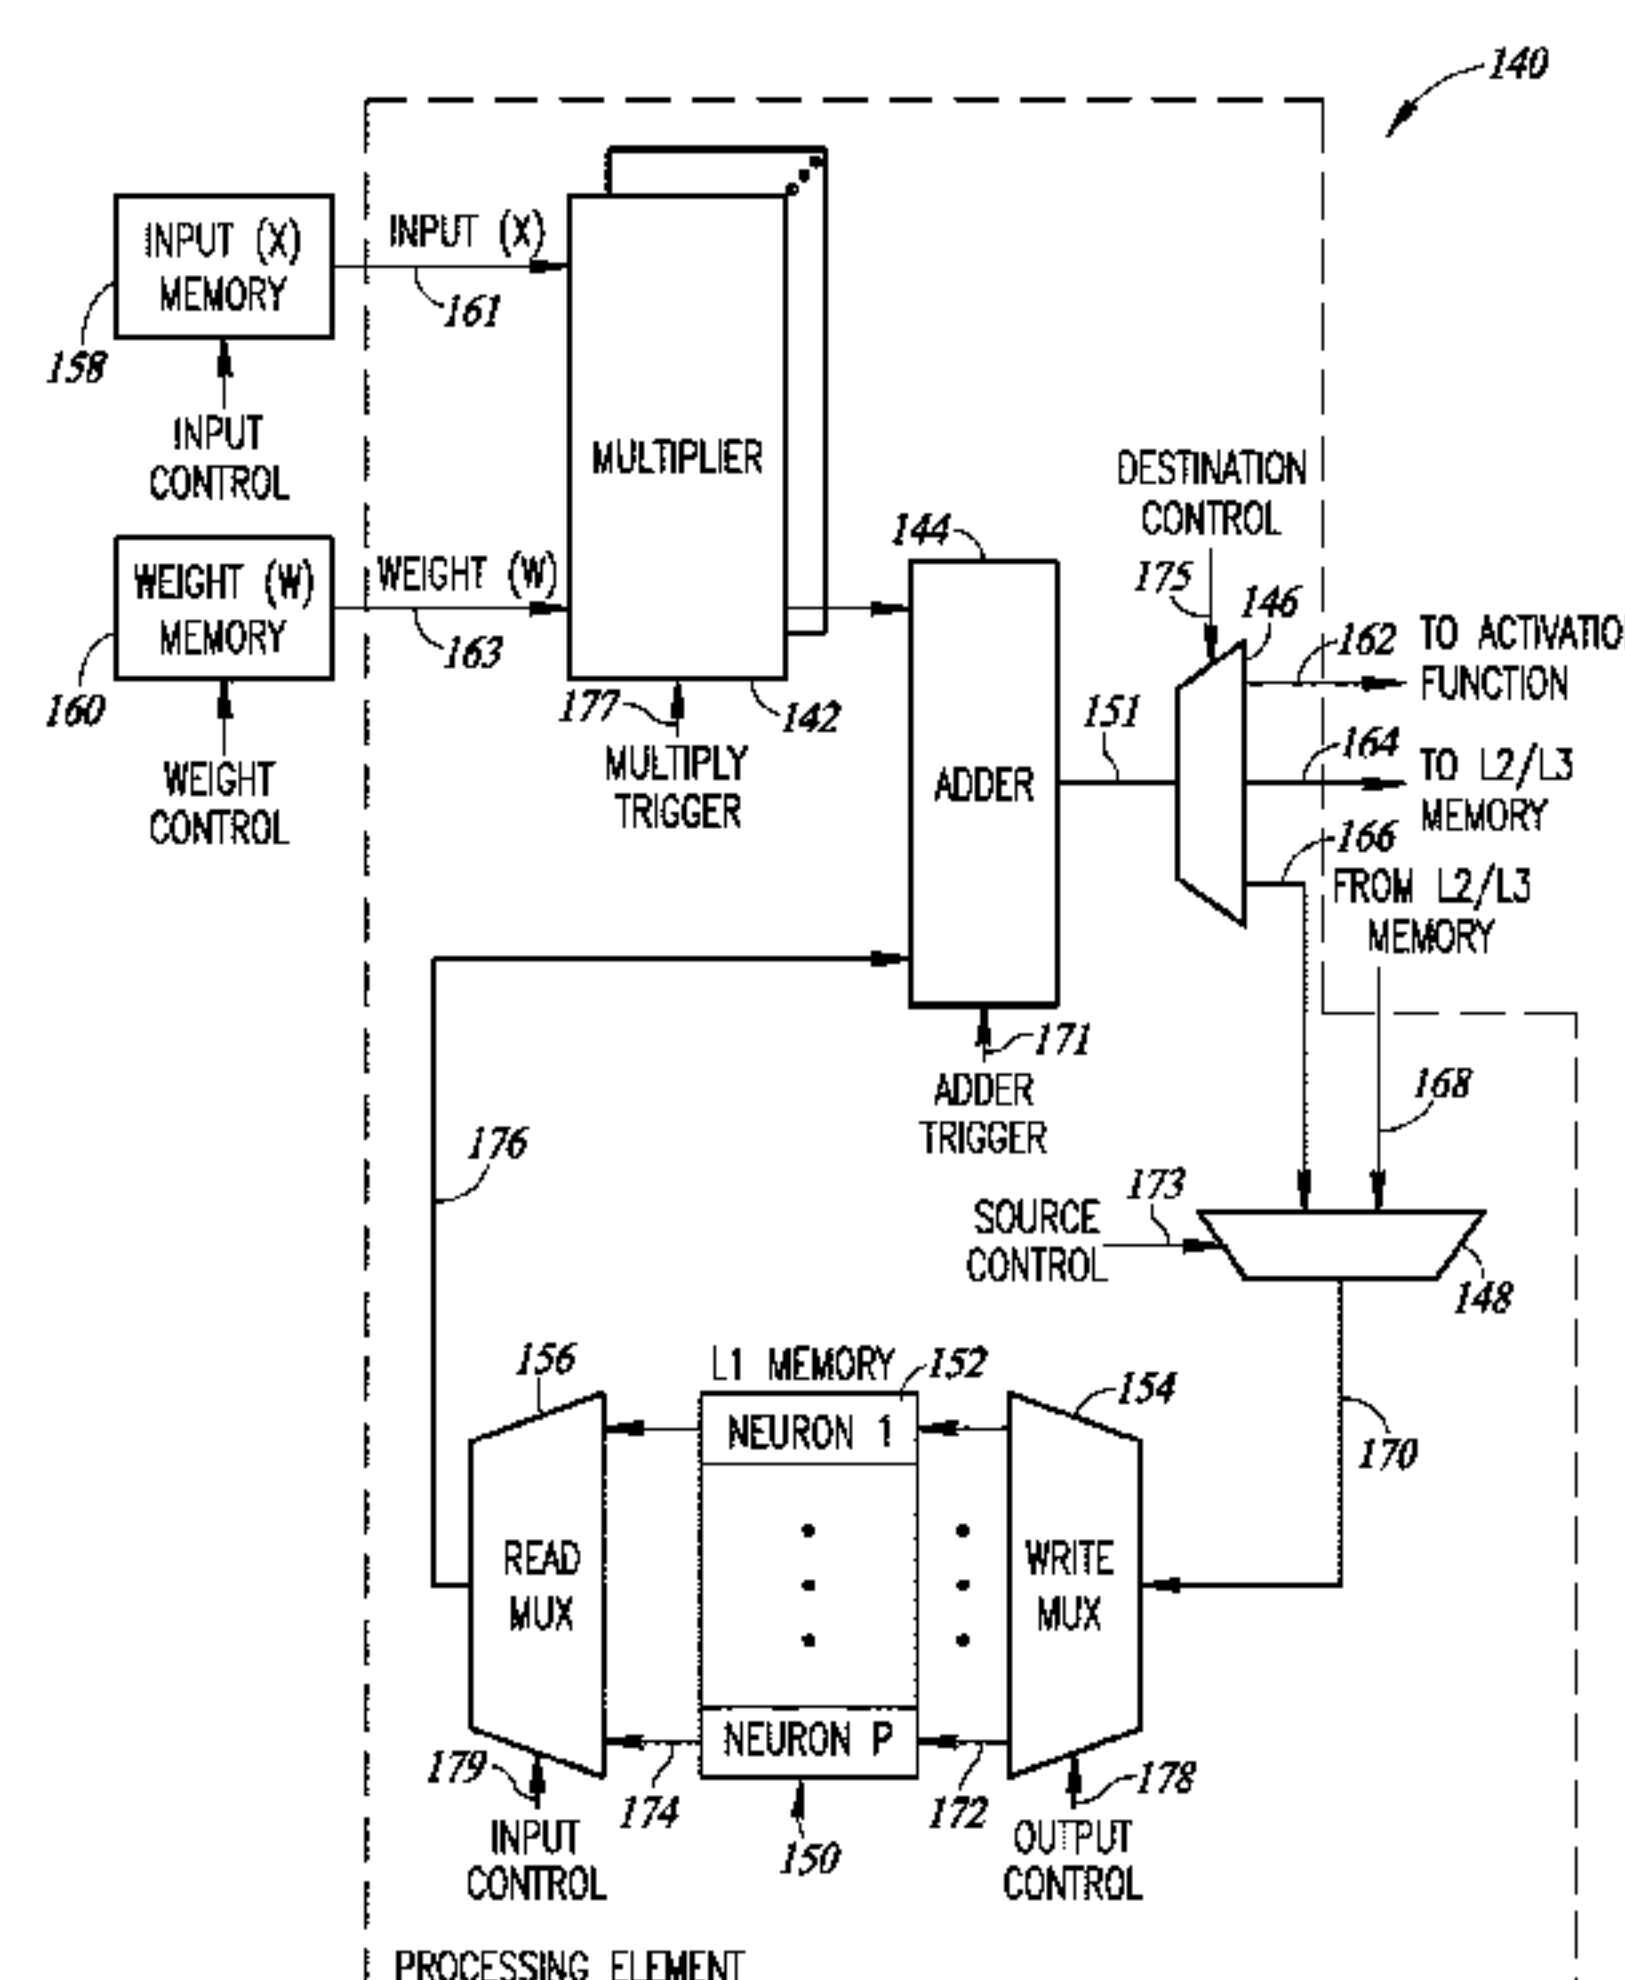 140
INPUT (X)
MEMORY
158
INPUT
CONTROL
INPUT (X)
161
MULTIPLIER
WEIGHT (W)
MEMORY
160
WEIGHT
CONTROL
WEIGHT (W)
163
177
142
MULTIPLY
TRIGGER
144
ADDER
171
ADDER
TRIGGER
DESTINATION
CONTROL
175
146
151
162
TO ACTIVATIO
FUNCTION
164
TO L2/L3
MEMORY
166
FROM L2/L3
MEMORY
168
176
173
SOURCE
CONTROL
148
170
156
READ
MUX
L1 MEMORY
152
NEURON 1
NEURON P
154
WRITE
MUX
179
INPUT
CONTROL
174
150
172
178
OUTPUT
CONTROL
PROCESSING ELEMENT